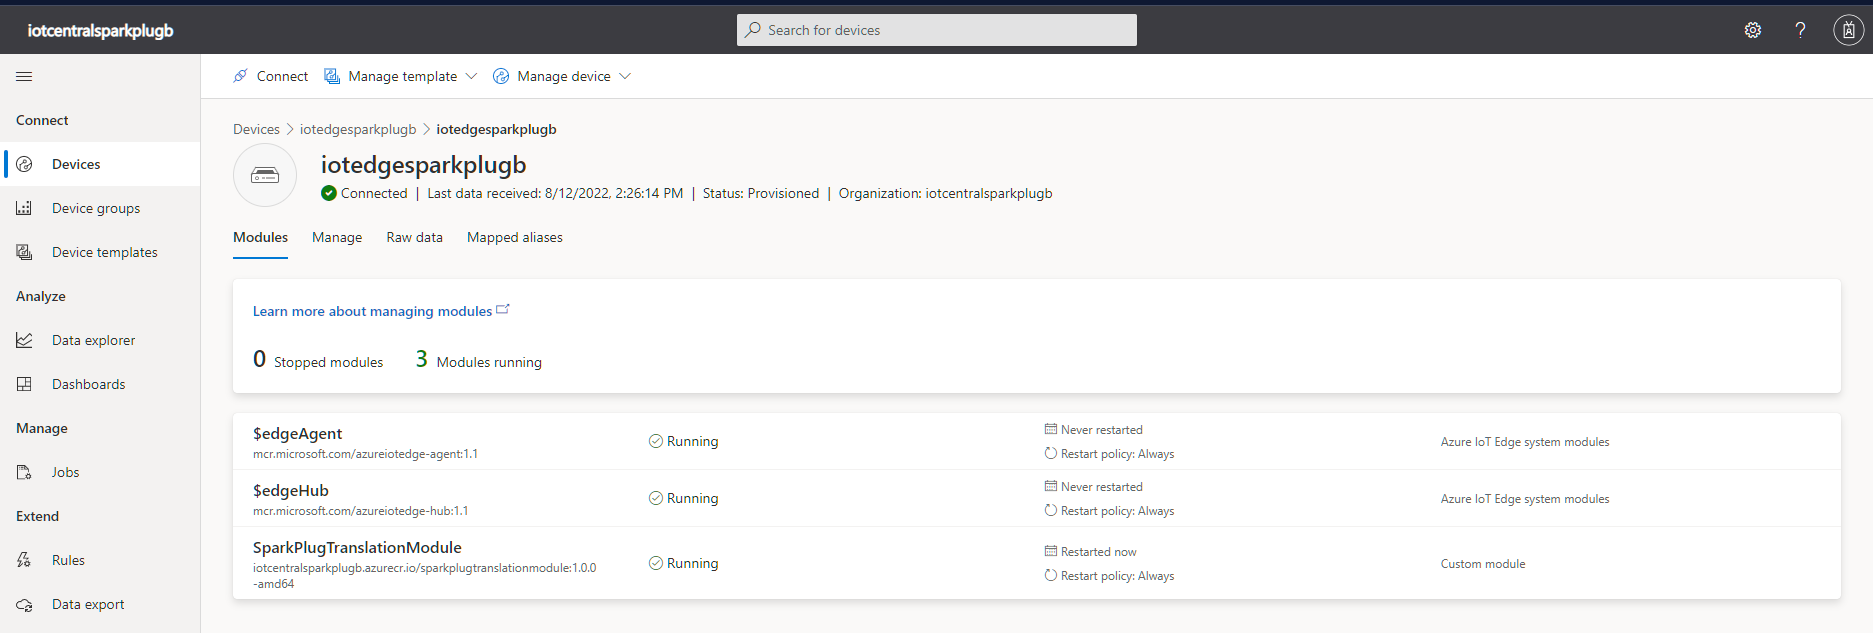 iotcentralsparkplugb
Search for devices
Connect
Manage template
Manage device
Connect
Devices
Device groups
Device templates
Analyze
Data explorer
Dashboards
Manage
Jobs
Extend
Rules
Data export
Devices > iotedgesparkplugb > iotedgesparkplugb
iotedgesparkplugb
Connected | Last data received: 8/12/2022, 2:26:14 PM | Status: Provisioned | Organization: iotcentralsparkplugb
Modules Manage Raw data Mapped aliases
Learn more about managing modules
0 Stopped modules 3 Modules running
$edgeAgent
mcr.microsoft.com/azureiotedge-agent:1.1
Running
Never restarted
Restart policy: Always
Azure IoT Edge system modules
$edgeHub
mcr.microsoft.com/azureiotedge-hub:1.1
Running
Never restarted
Restart policy: Always
Azure IoT Edge system modules
SparkPlugTranslationModule
iotcentralsparkplugb.azurecr.io/sparkplugtranslationmodule:1.0.0
-amd64
Running
Restarted now
Restart policy: Always
Custom module